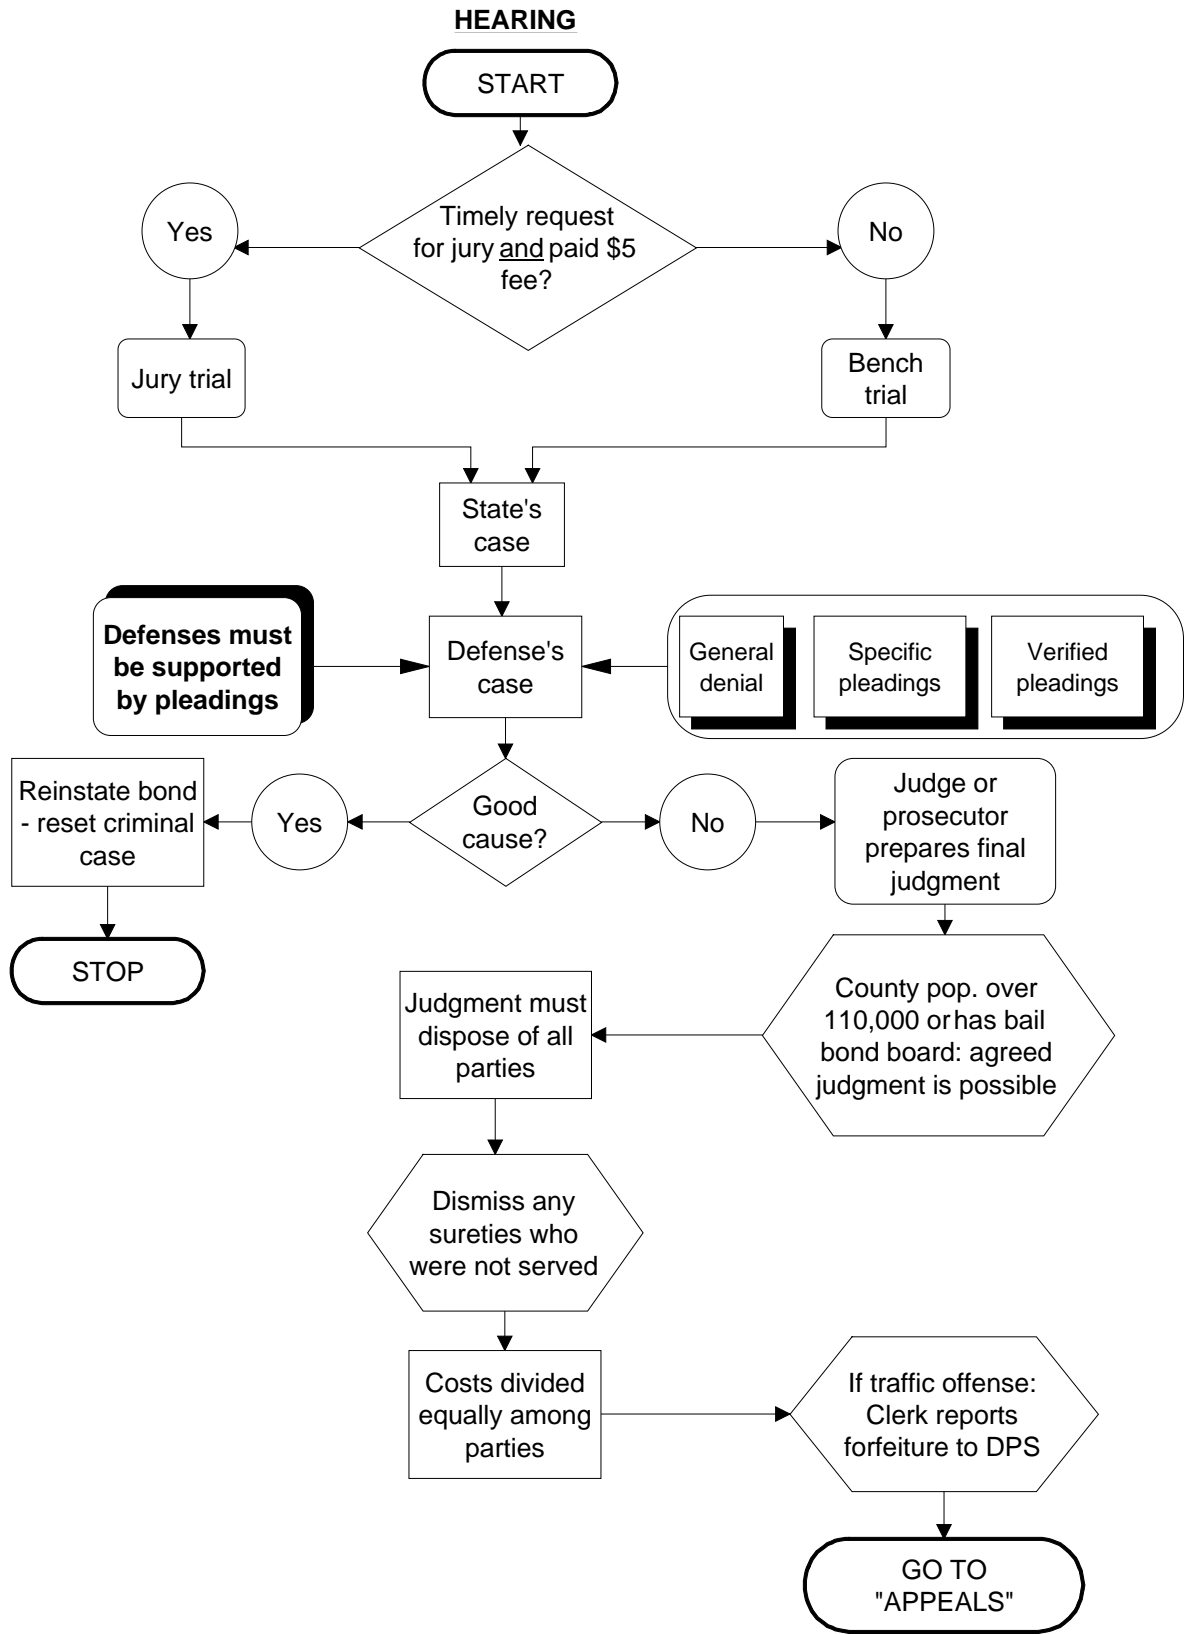 HEARING
START
Timely request
for jury and paid $5
fee?
Yes
No
Jury trial
Bench
trial
State's
case
Defenses must
be supported
by pleadings
Defense's
case
General
denial
Specific
pleadings
Verified
pleadings
Reinstate bond
- reset criminal
case
Yes
Good
cause?
No
Judge or
prosecutor
prepares final
judgment
STOP
County pop. over
110,000 or has bail
bond board: agreed
judgment is possible
Judgment must
dispose of all
parties
Dismiss any
sureties who
were not served
Costs divided
equally among
parties
If traffic offense:
Clerk reports
forfeiture to DPS
GO TO
"APPEALS"